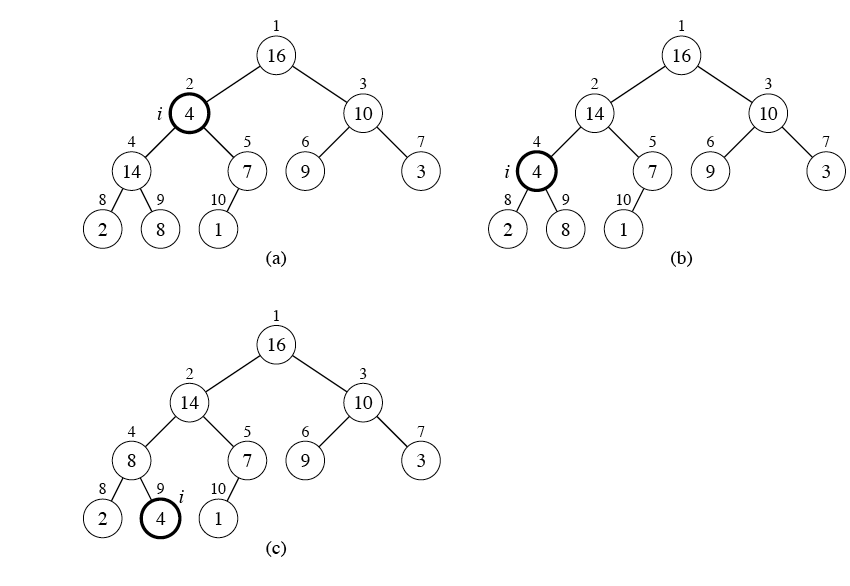 1 1
16 16
2 3 2 3
i 4 10 14 10
4 5 6 7 4 5 6 7
14 7 9 3 i 4 7 9 3
8 9 10 8 9 10
2 8 1 2 8 1
(a) (b)
1
16
2 3
14 10
4 5 6 7
8 7 9 3
8 9 i 10
2 4 1
(c)